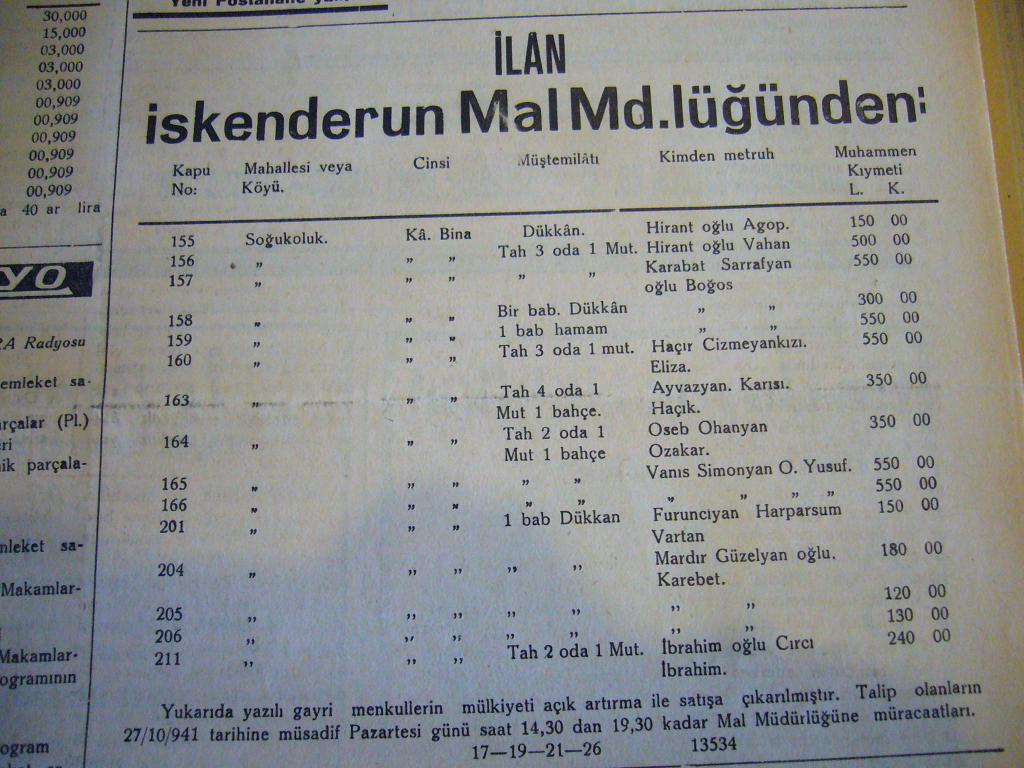 Yeni Postahane
30,000
15,000
03,000
03,000
03,000
00,909
00,909
00,909
00,909
00,909
00,909
a 40 ar lira
YO
RA Radyosu
emleket sa-
rçalar (Pl.)
ri
ik parçala-
nleket sa-
Makamlar-
Makamlar-
ogramının
ogram
İLAN
iskenderun Mal Md.lüğünden:
Kapu No: Mahallesi veya Köyü. Cinsi Müştemilâtı Kimden metruh Muhammen Kıymeti L. K.
155 Soğukoluk. Kâ. Bina Dükkân. Hirant oğlu Agop. 150 00
156 „ „ „ Tah 3 oda 1 Mut. Hirant oğlu Vahan 500 00
157 „ „ „ „ „ Karabat Sarrafyan 550 00
oğlu Boğos
158 „ „ „ Bir bab. Dükkân „ „ 300 00
159 „ „ „ 1 bab hamam „ „ 550 00
160 „ „ „ Tah 3 oda 1 mut. Haçır Cizmeyankızı. 550 00
Eliza.
163 „ „ „ Tah 4 oda 1 Ayvazyan. Karısı. 350 00
Mut 1 bahçe. Haçık.
164 „ „ „ Tah 2 oda 1 Oseb Ohanyan 350 00
Mut 1 bahçe Ozakar.
165 „ „ „ „ „ Vanıs Simonyan O. Yusuf. 550 00
166 „ „ „ „ „ „ „ „ „ 550 00
201 „ „ „ 1 bab Dükkan Furuncıyan Harparsum 150 00
Vartan
204 „ „ „ „ „ Mardır Güzelyan oğlu. 180 00
Karebet.
205 „ „ „ „ „ „ „ 120 00
206 „ „ „ „ „ „ „ 130 00
211 „ „ „ Tah 2 oda 1 Mut. İbrahim oğlu Cırcı 240 00
İbrahim.
Yukarıda yazılı gayri menkullerin mülkiyeti açık artırma ile satışa çıkarılmıştır. Talip olanların
27/10/941 tarihine müsadif Pazartesi günü saat 14,30 dan 19,30 kadar Mal Müdürlüğüne müracaatları.
17—19—21—26 13534